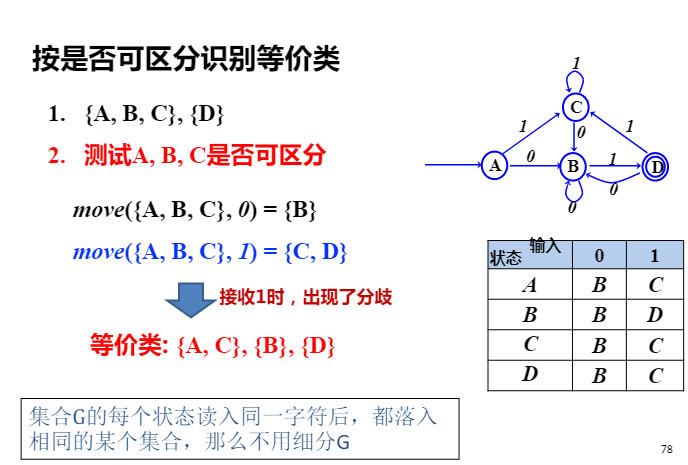 按是否可区分识别等价类
1. {A, B, C}, {D}
2. 测试A, B, C是否可区分
move({A, B, C}, 0) = {B}
move({A, B, C}, 1) = {C, D}
接收1时，出现了分歧
等价类: {A, C}, {B}, {D}
集合G的每个状态读入同一字符后，都落入
相同的某个集合，那么不用细分G
1
C
1
0
1
A
0
B
1
D
0
0
状态 输入 0 1
A B C
B B D
C B C
D B C
78